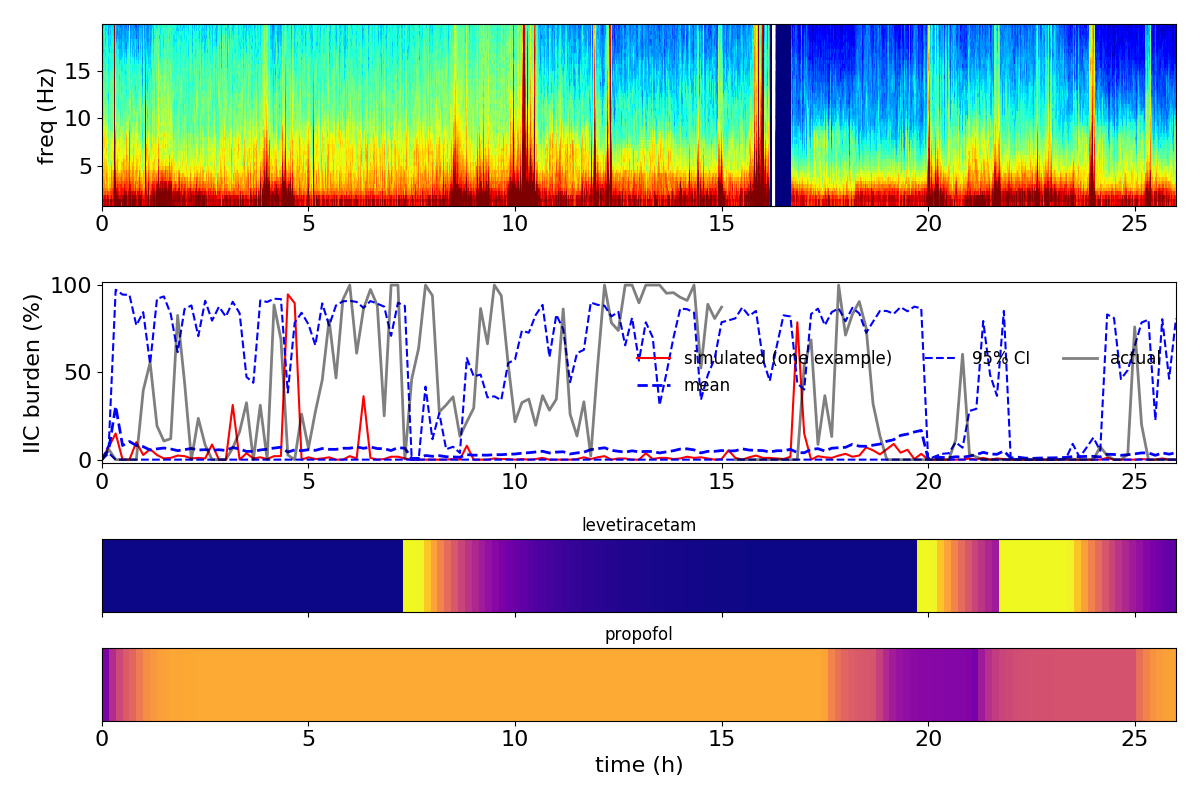 freq (Hz)
15
10
5
0 5 10 15 20 25
IIC burden (%)
100
50
0
simulated (one example) 95% CI actual
mean
0 5 10 15 20 25
levetiracetam
propofol
0 5 10 15 20 25
time (h)